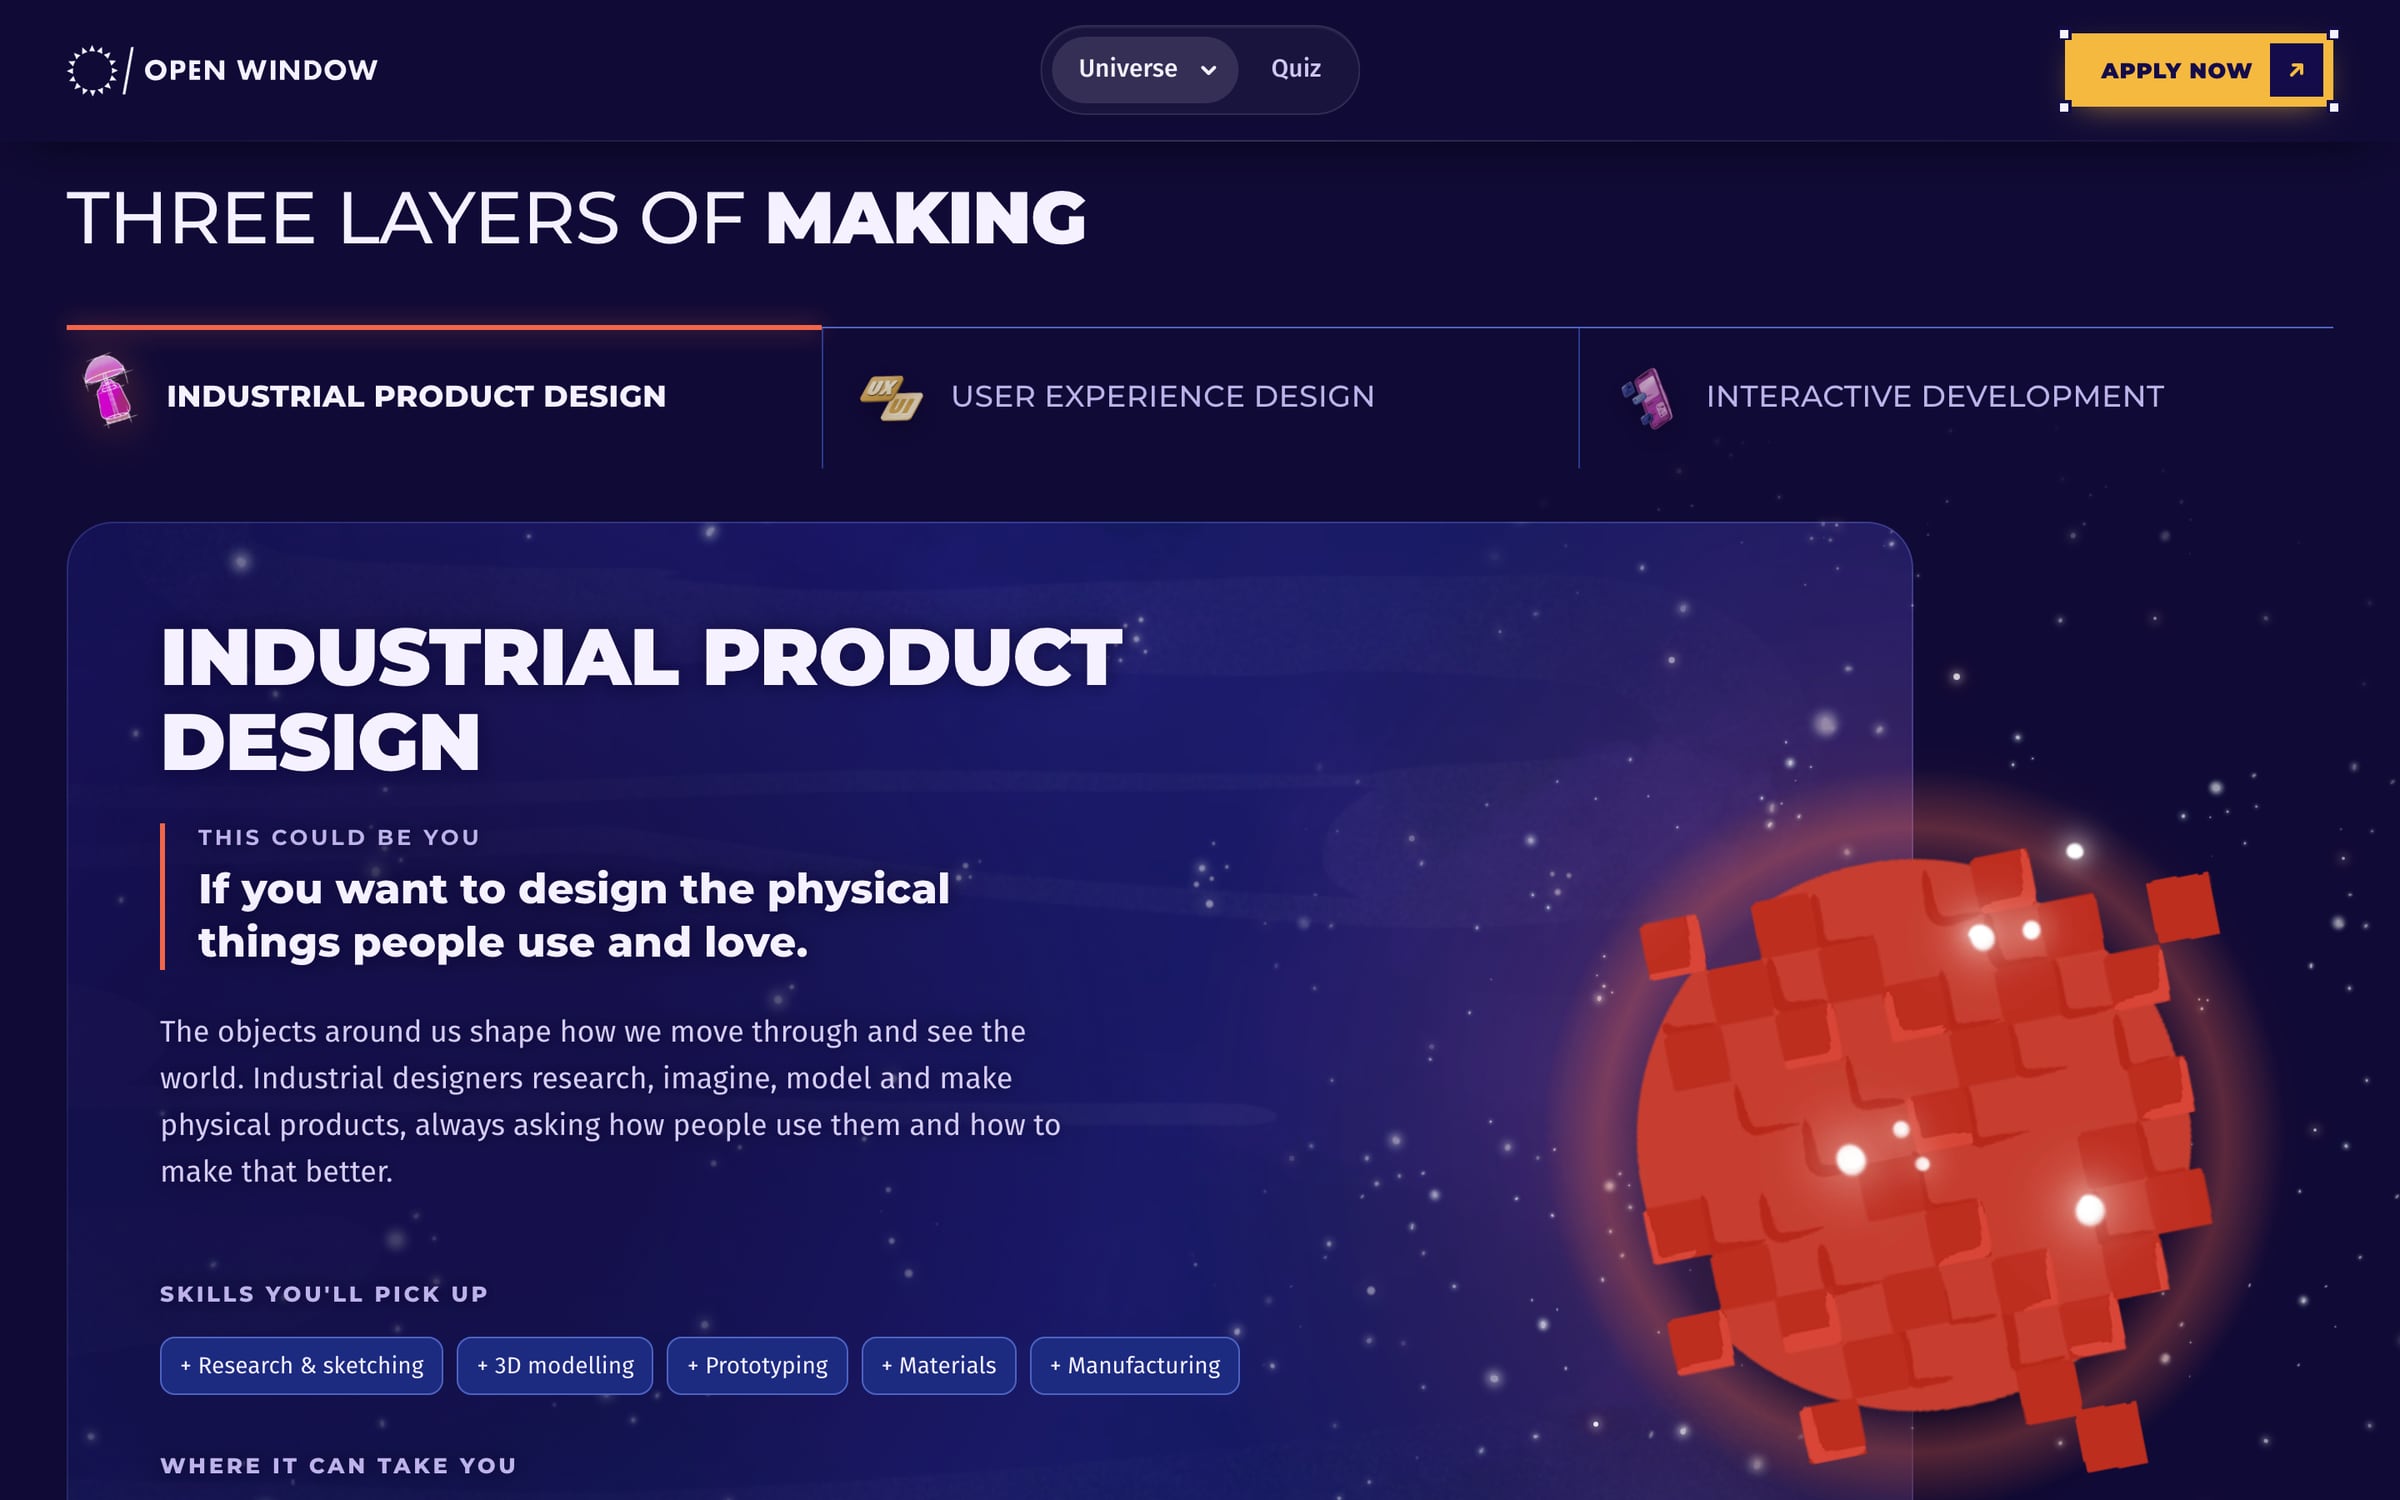 OPEN WINDOW
Universe
Quiz
APPLY NOW
THREE LAYERS OF MAKING
INDUSTRIAL PRODUCT DESIGN
UX
UI
USER EXPERIENCE DESIGN
INTERACTIVE DEVELOPMENT
INDUSTRIAL PRODUCT
DESIGN
THIS COULD BE YOU
If you want to design the physical
things people use and love.
The objects around us shape how we move through and see the
world. Industrial designers research, imagine, model and make
physical products, always asking how people use them and how to
make that better.
SKILLS YOU'LL PICK UP
+ Research & sketching
+ 3D modelling
+ Prototyping
+ Materials
+ Manufacturing
WHERE IT CAN TAKE YOU